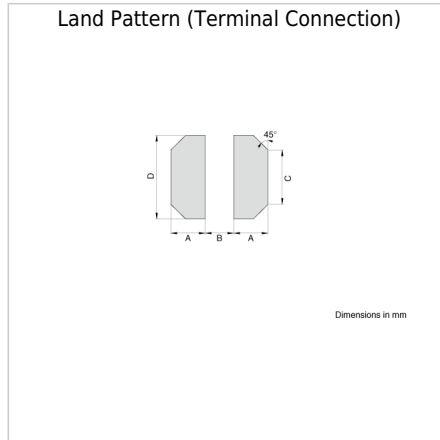 Land Pattern (Terminal Connection)
45°
D
C
A B A
Dimensions in mm